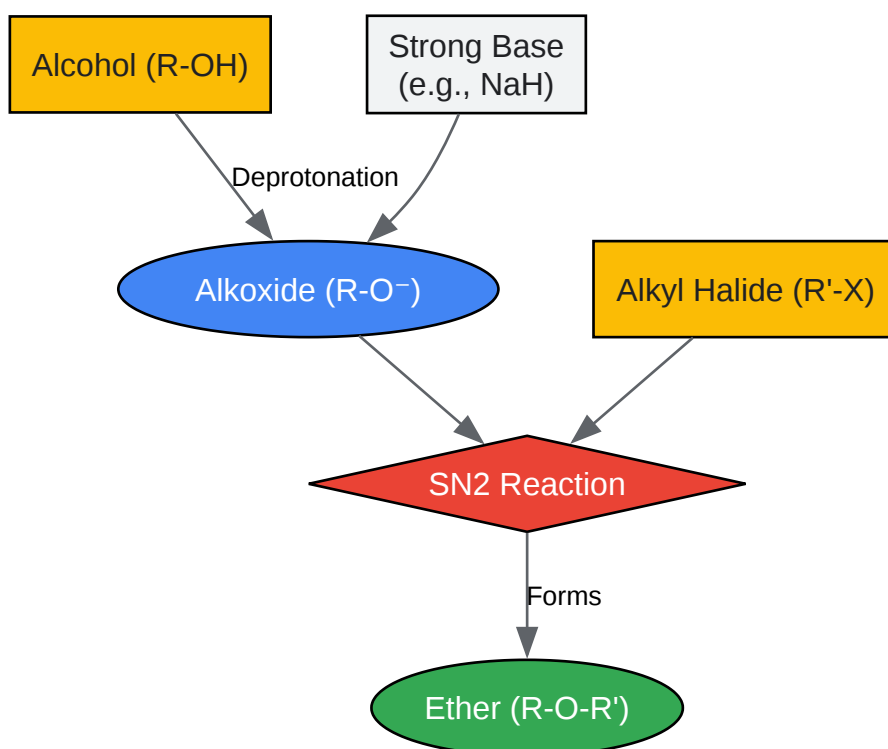 Alcohol (R-OH)
Strong Base
(e.g., NaH)
Deprotonation
Alkoxide (R-O⁻)
Alkyl Halide (R'-X)
SN2 Reaction
Forms
Ether (R-O-R')